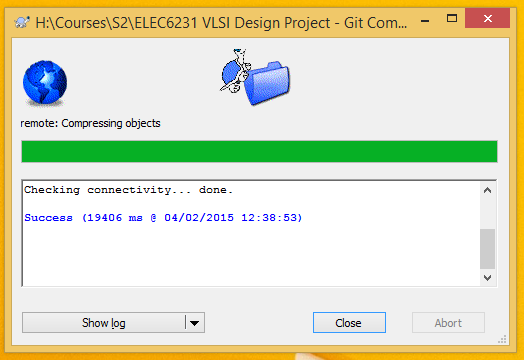 H:\Courses\S2\ELEC6231 VLSI Design Project - Git Com...
remote: Compressing objects
Checking connectivity... done.
Success (19406 ms @ 04/02/2015 12:38:53)
Show log
Close
Abort